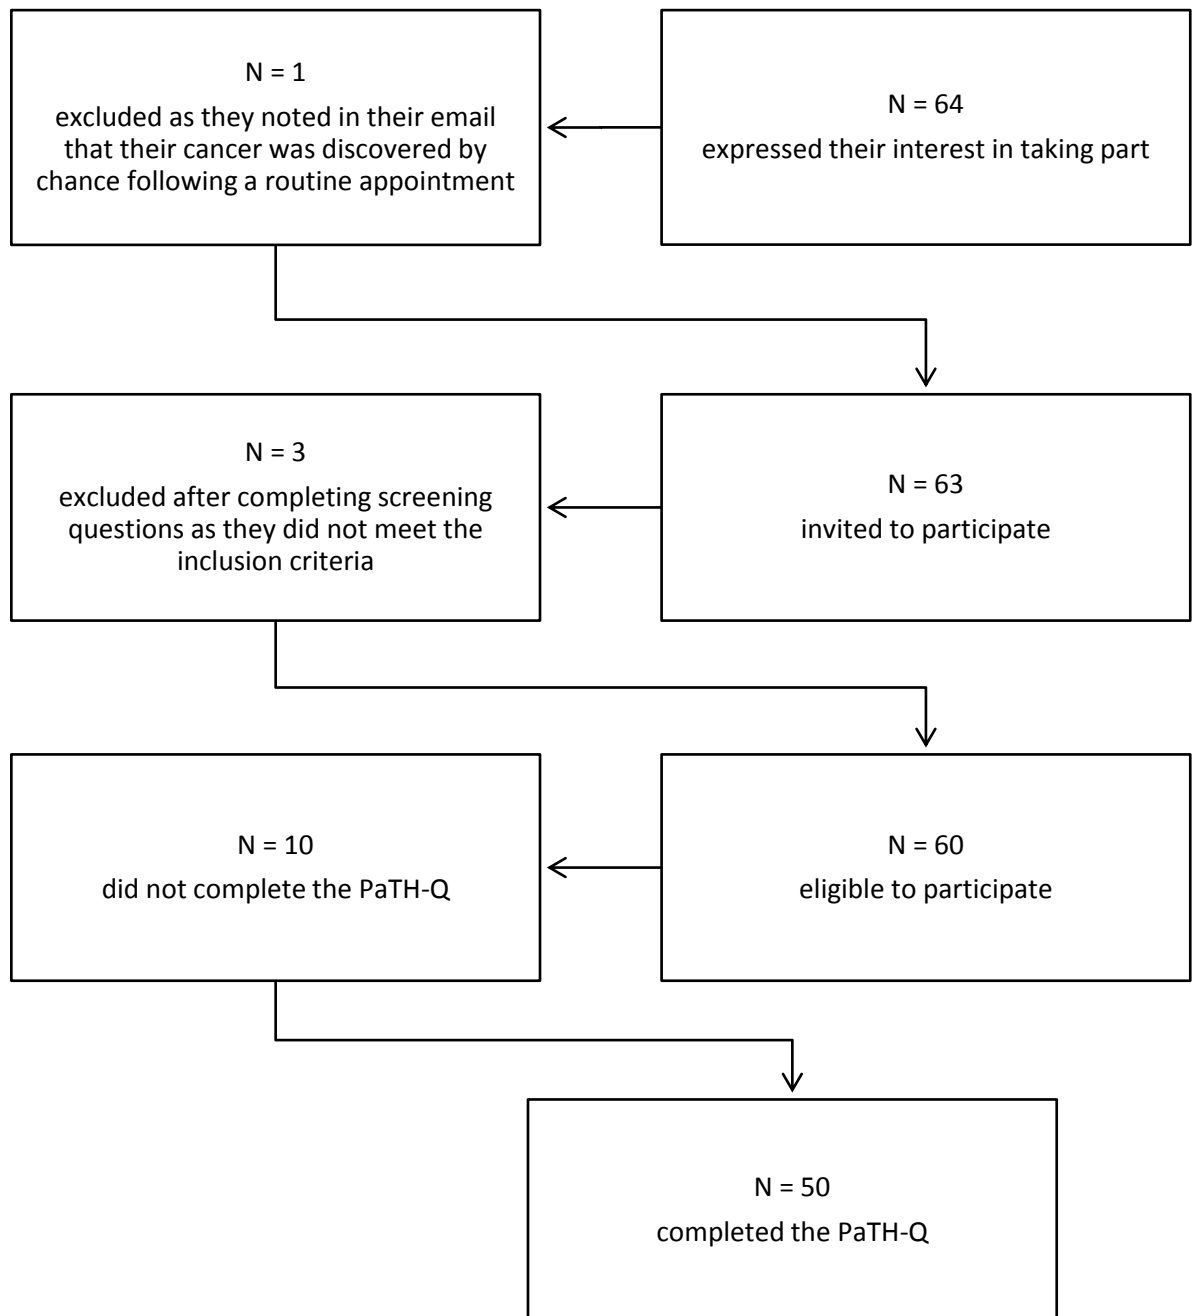 N = 64
expressed their interest in taking part
N = 1
excluded as they noted in their email
that their cancer was discovered by
chance following a routine appointment
N = 63
invited to participate
N = 3
excluded after completing screening
questions as they did not meet the
inclusion criteria
N = 60
eligible to participate
N = 10
did not complete the PaTH-Q
N = 50
completed the PaTH-Q